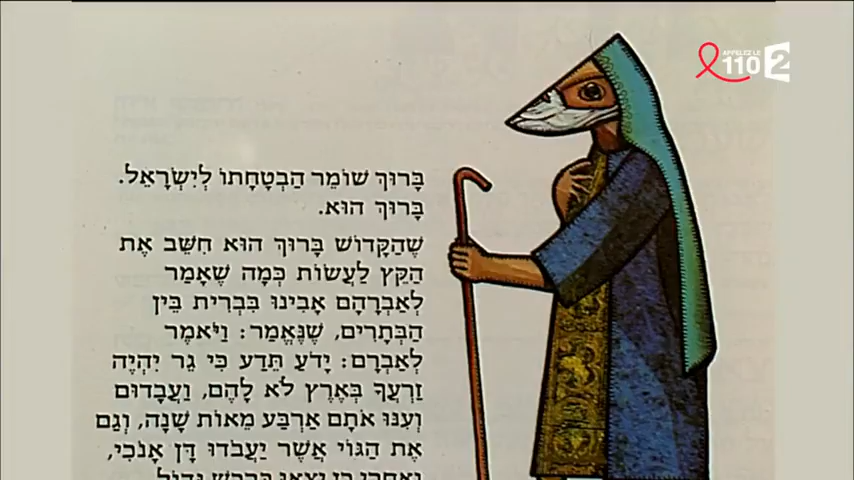 APPELEZ LE
110 2
בָּרוּךְ שׁוֹמֵר הַבְטָחָתוֹ לְיִשְׂרָאֵל.
בָּרוּךְ הוּא.
שֶׁהַקָּדוֹשׁ בָּרוּךְ הוּא חִשֵּׁב אֶת
הַקֵּץ לַעֲשׂוֹת כְּמָה שֶׁאָמַר
לְאַבְרָהָם אָבִינוּ בִּבְרִית בֵּין
הַבְּתָרִים, שֶׁנֶּאֱמַר: וַיֹּאמֶר
לְאַבְרָם: יָדֹעַ תֵּדַע כִּי גֵר יִהְיֶה
זַרְעֲךָ בְּאֶרֶץ לֹא לָהֶם, וַעֲבָדוּם
וְעִנּוּ אֹתָם אַרְבַּע מֵאוֹת שָׁנָה, וְגַם
אֶת הַגּוֹי אֲשֶׁר יַעֲבֹדוּ דָּן אָנֹכִי,